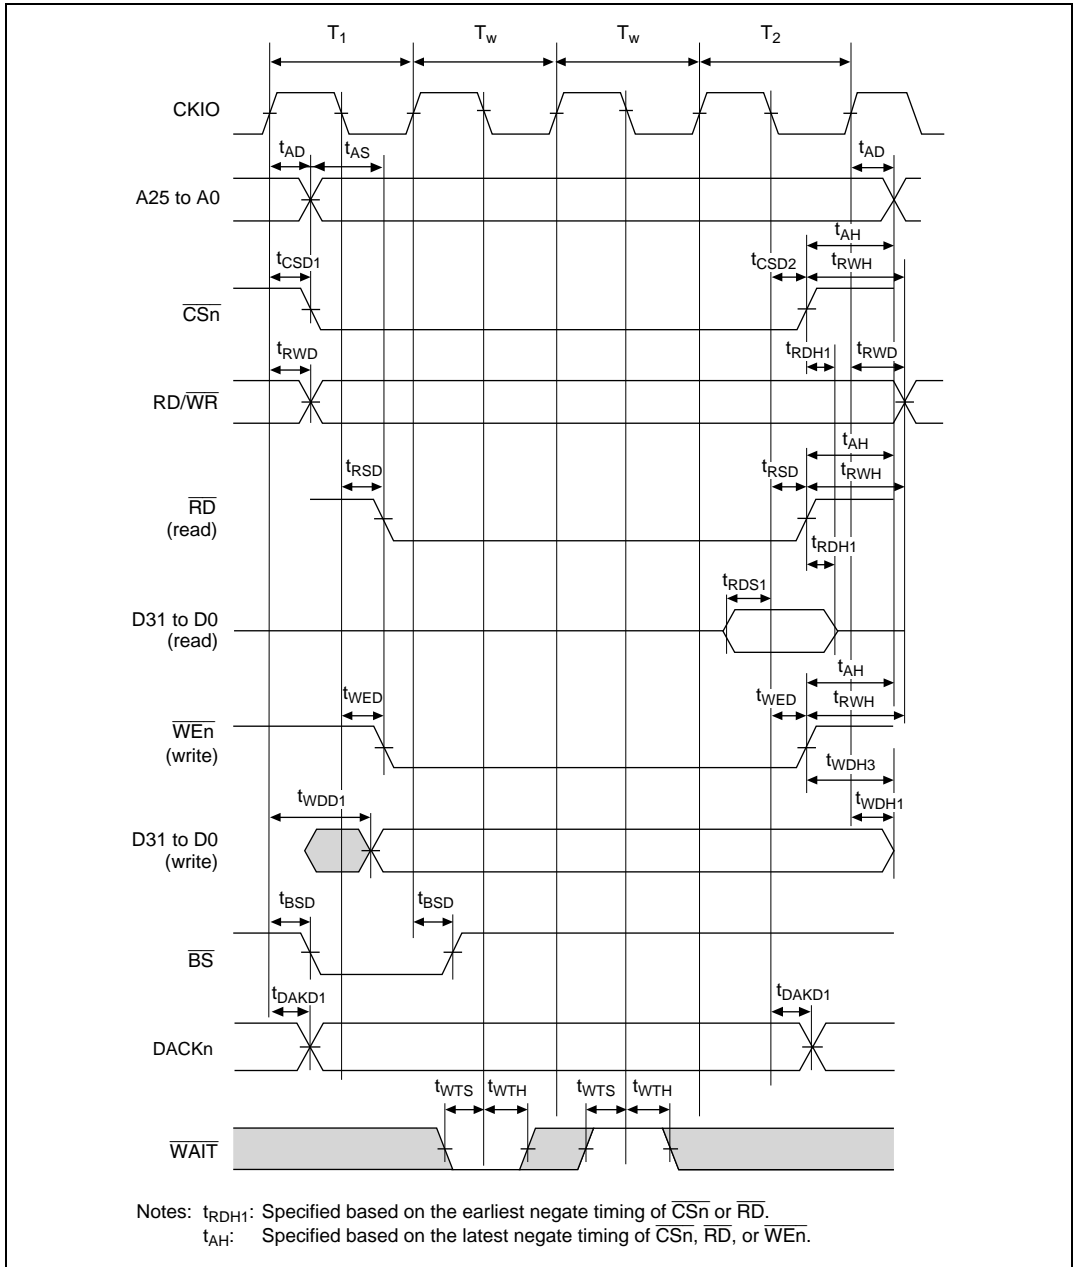 T1 Tw Tw T2
CKIO
tAD tAS tAD
A25 to A0
tAH
tCSD1 tCSD2 tRWH
CSn
tRWD tRDH1 tRWD
RD/WR
tAH
tRSD tRSD tRWH
RD
(read)
tRDH1
tRDS1
D31 to D0
(read)
tAH
tWED tWED tRWH
WEn
(write)
tWDH3
tWDD1 tWDH1
D31 to D0
(write)
tBSD tBSD
BS
tDAKD1 tDAKD1
DACKn
tWTS tWTH tWTS tWTH
WAIT
Notes: tRDH1: Specified based on the earliest negate timing of CSn or RD.
tAH: Specified based on the latest negate timing of CSn, RD, or WEn.